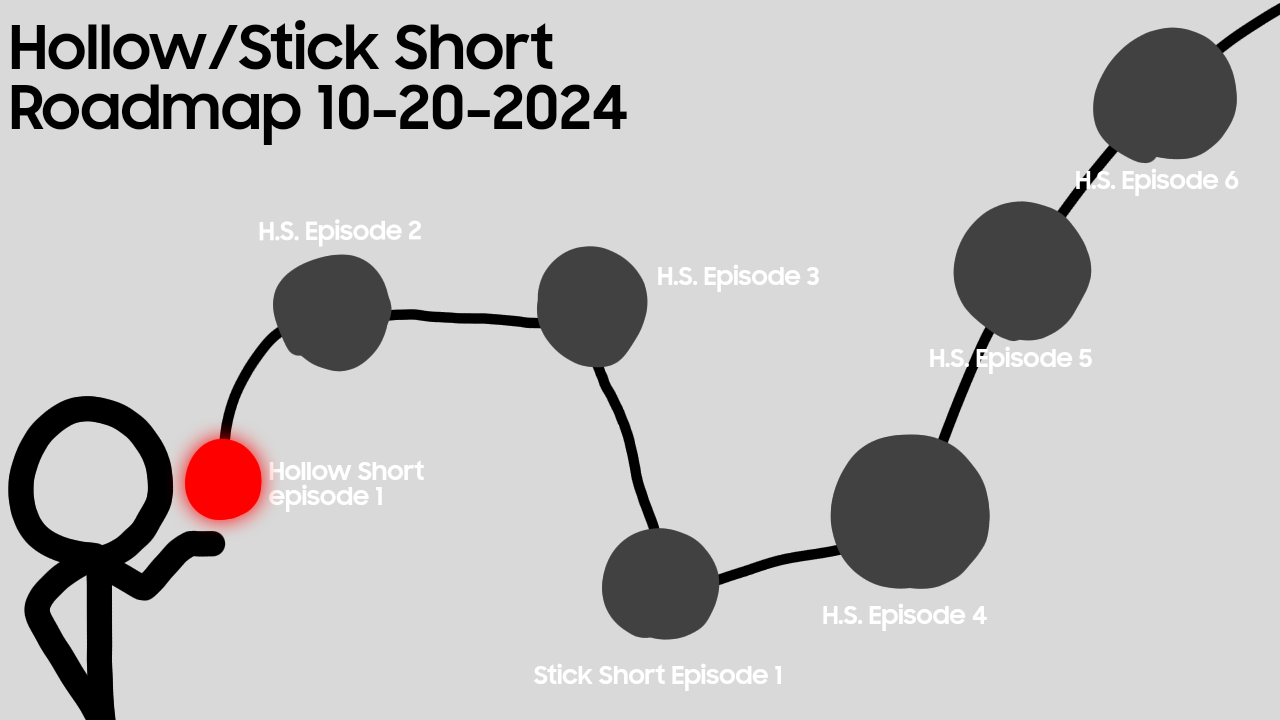 Hollow/Stick Short
Roadmap 10-20-2024
H.S. Episode 2
H.S. Episode 3
H.S. Episode 6
H.S. Episode 5
Hollow Short
episode 1
H.S. Episode 4
Stick Short Episode 1